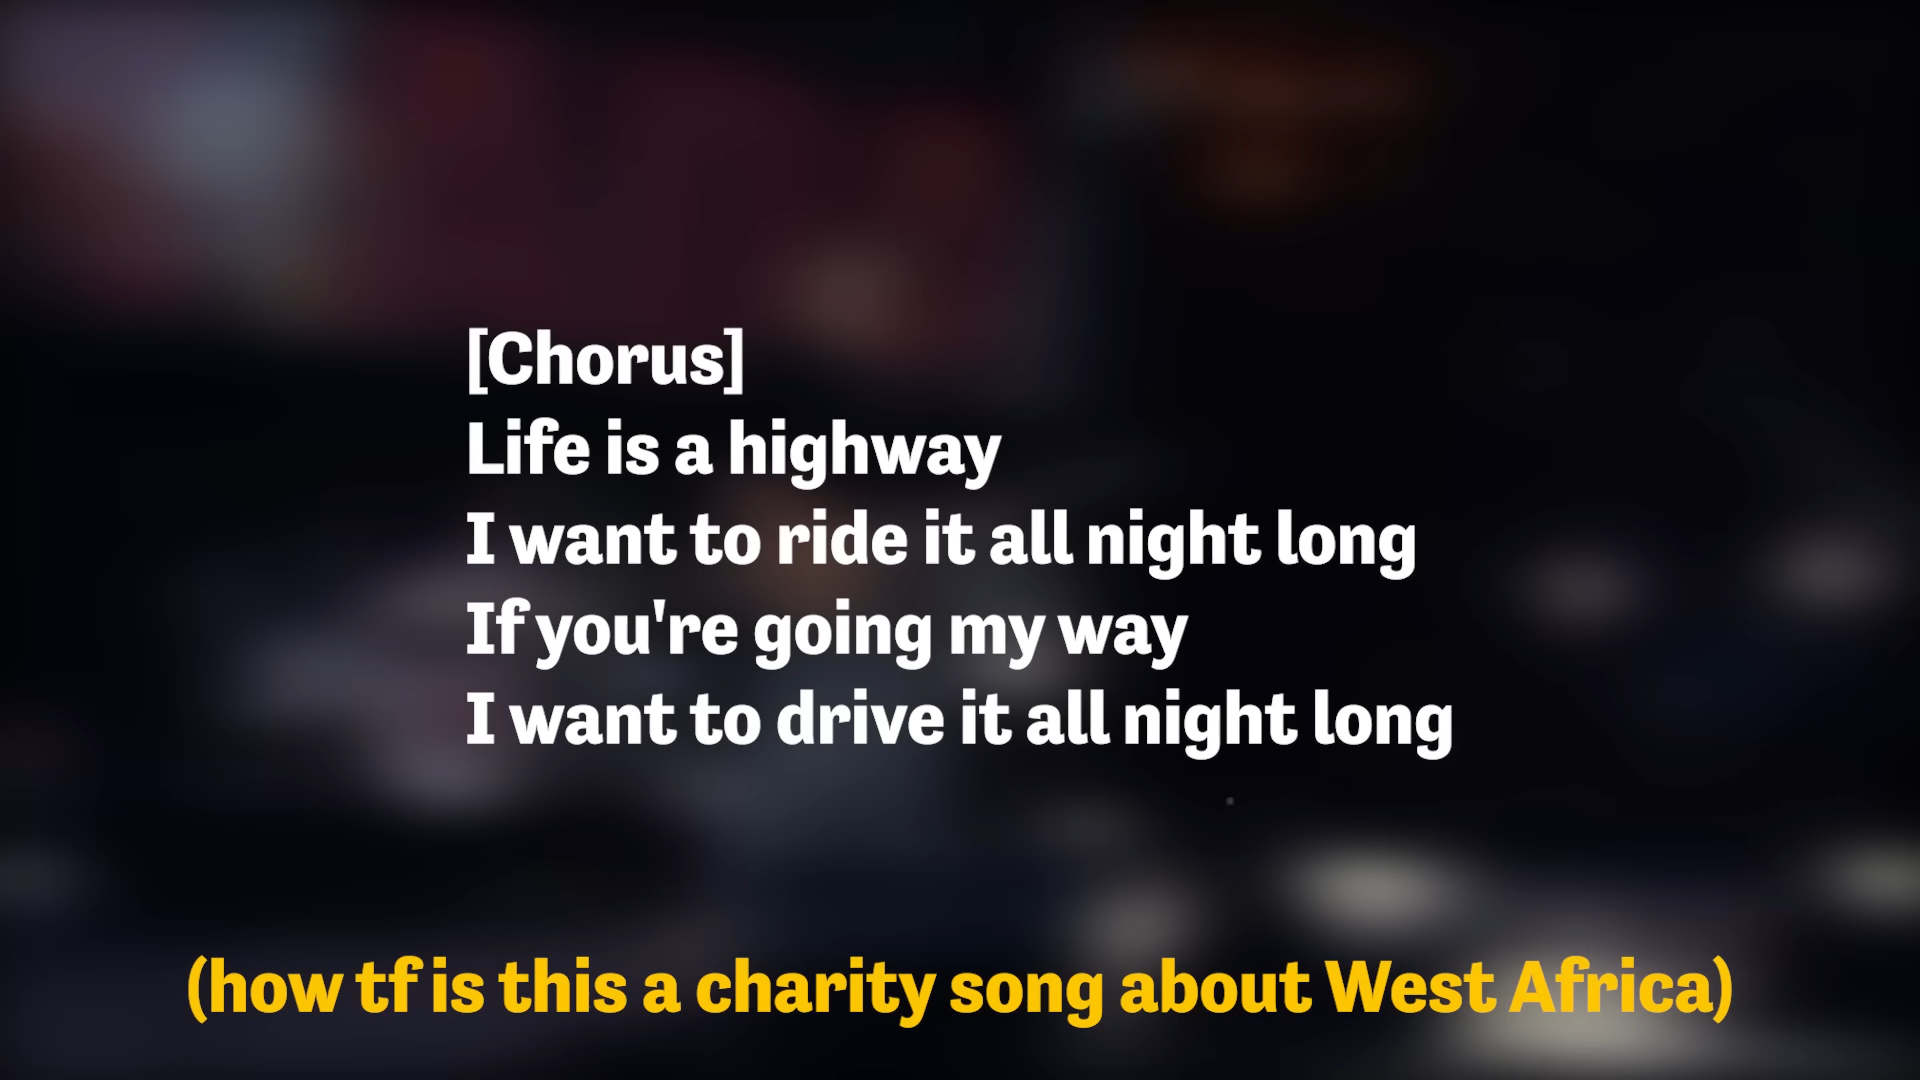 [Chorus]
Life is a highway
I want to ride it all night long
If you're going my way
I want to drive it all night long
(how tf is this a charity song about West Africa)